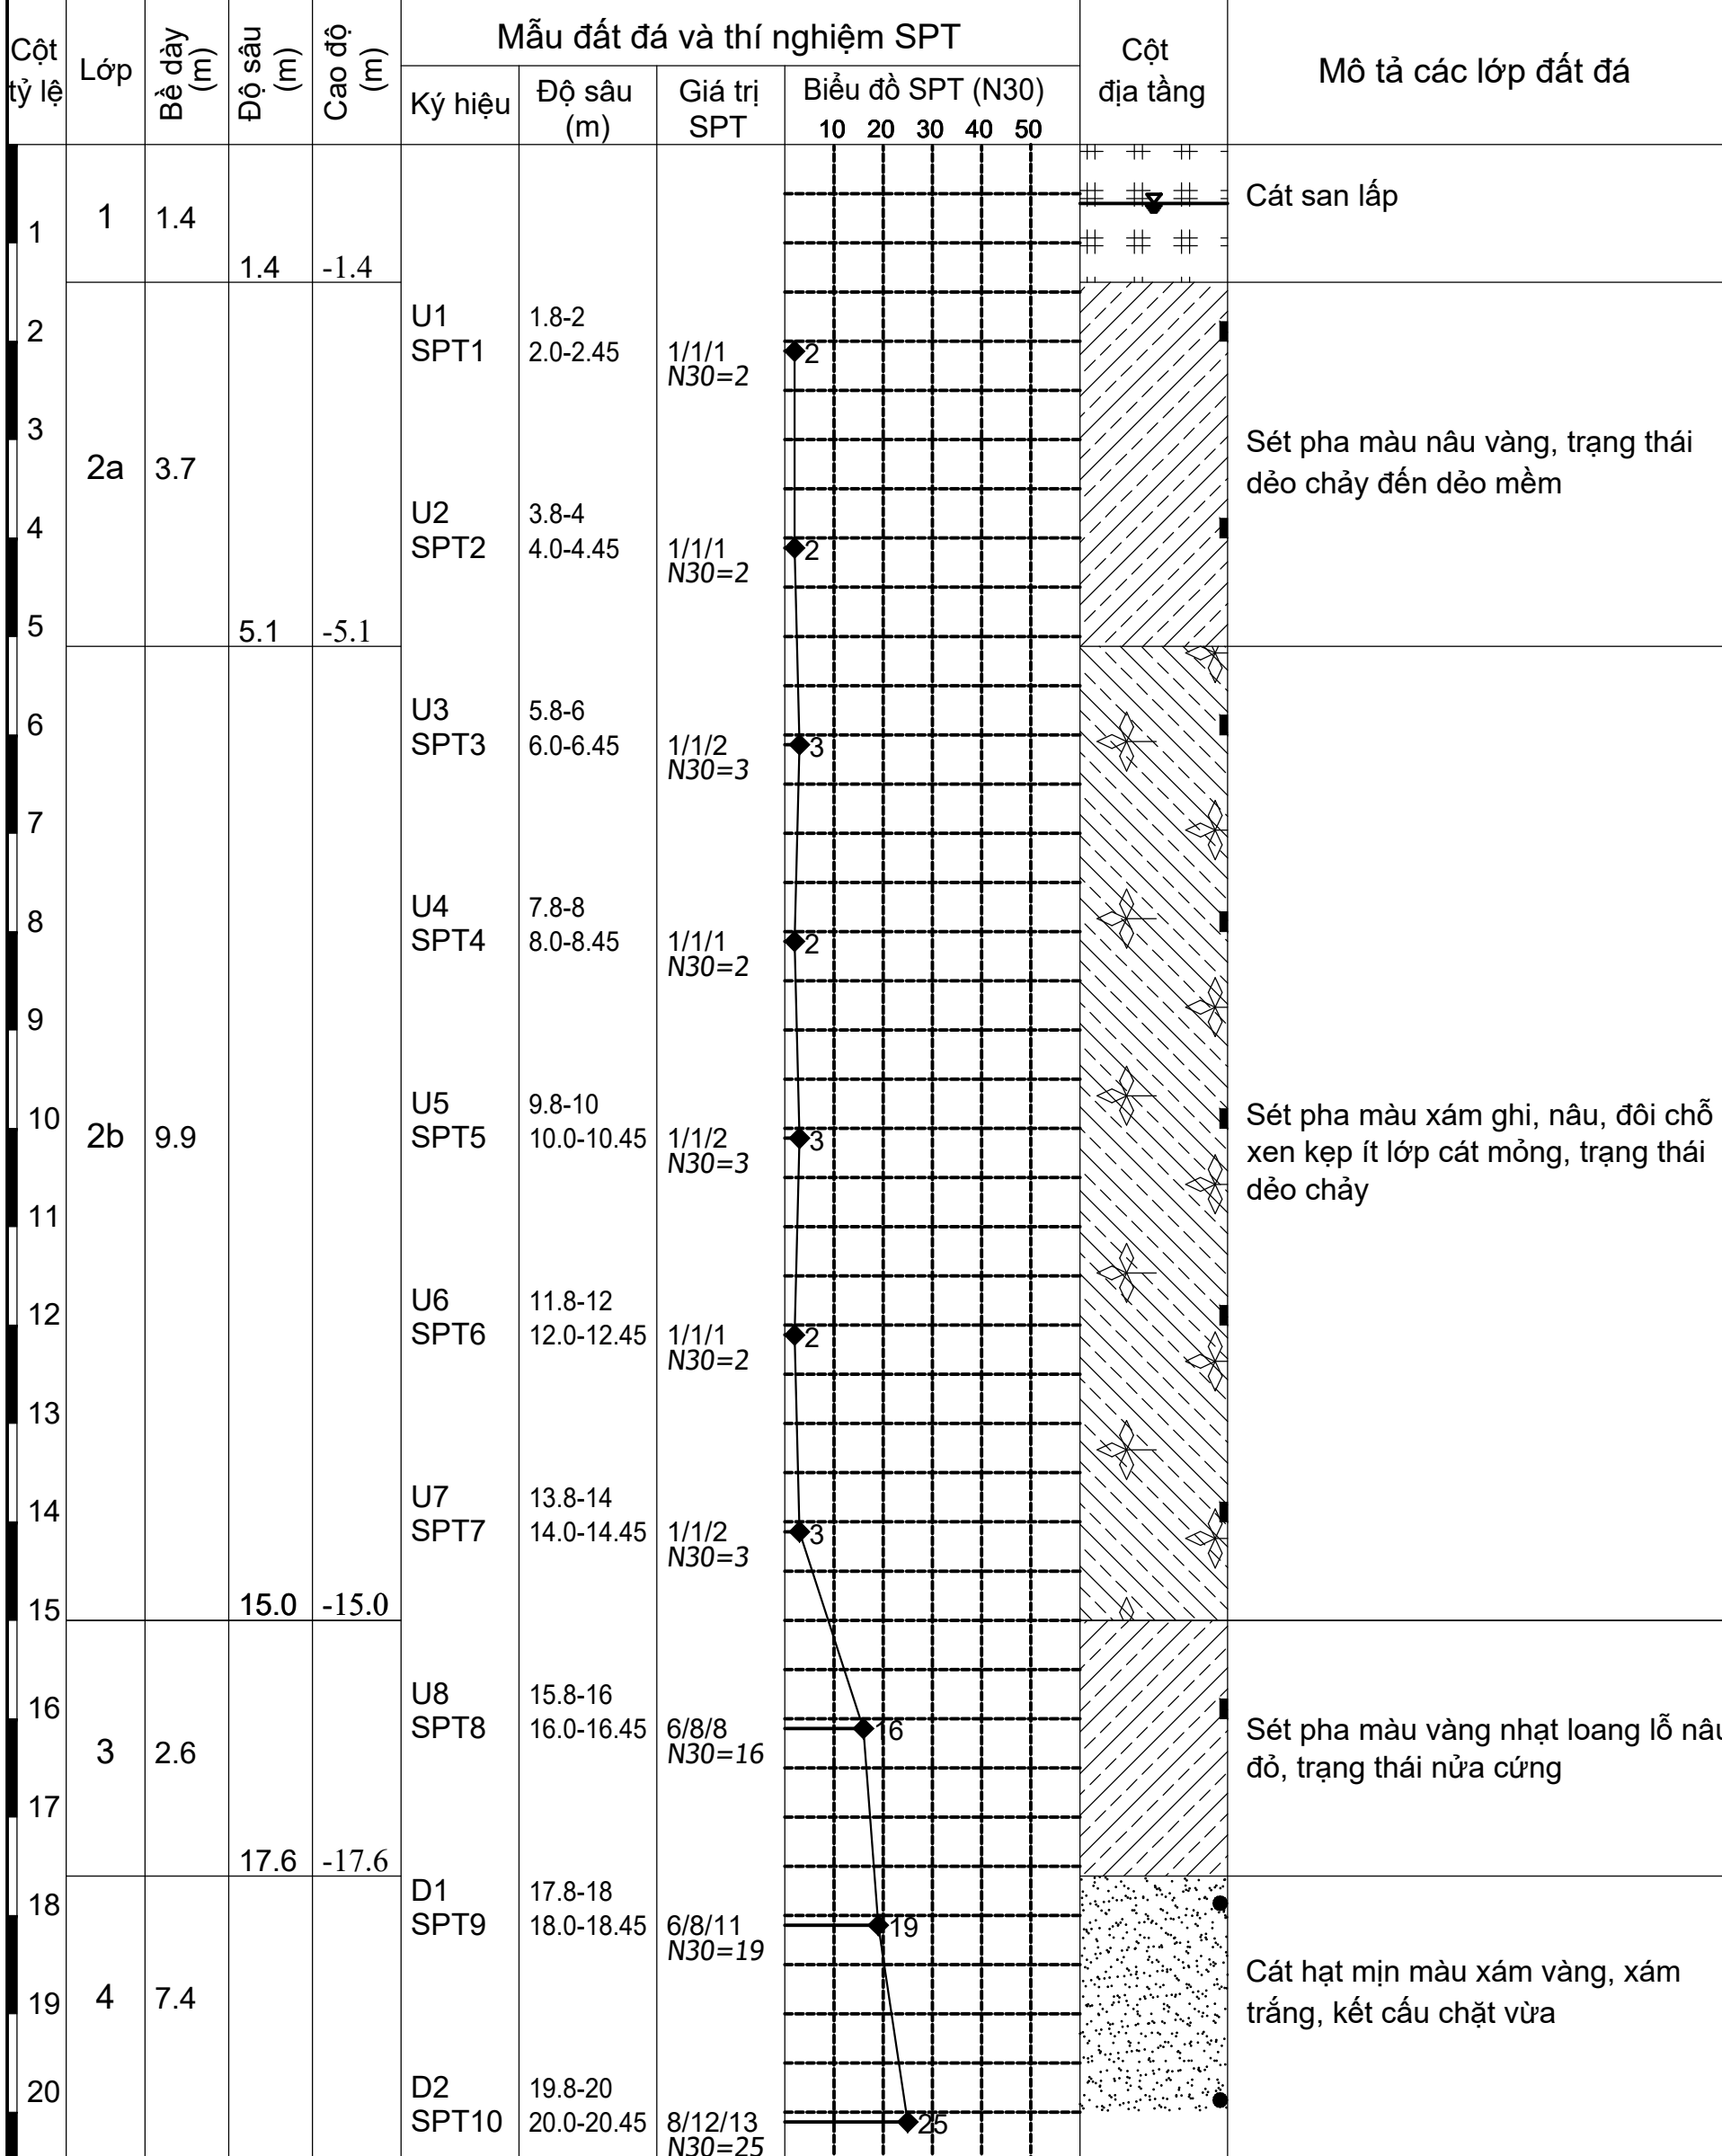 Cột tỷ lệ
Lớp
Bề dày (m)
Độ sâu (m)
Cao độ (m)
Mẫu đất đá và thí nghiệm SPT
Ký hiệu
Độ sâu (m)
Giá trị SPT
Biểu đồ SPT (N30)
10 20 30 40 50
Cột địa tầng
Mô tả các lớp đất đá
1
1
1.4
1.4 -1.4
Cát san lấp
2
U1 1.8-2
SPT1 2.0-2.45 1/1/1 2
N30=2
3
2a 3.7
Sét pha màu nâu vàng, trạng thái
dẻo chảy đến dẻo mềm
4
U2 3.8-4
SPT2 4.0-4.45 1/1/1 2
N30=2
5
5.1 -5.1
6
U3 5.8-6
SPT3 6.0-6.45 1/1/2 3
N30=3
7
8
U4 7.8-8
SPT4 8.0-8.45 1/1/1 2
N30=2
9
10
U5 9.8-10
SPT5 10.0-10.45 1/1/2 3
N30=3
2b 9.9
Sét pha màu xám ghi, nâu, đôi chỗ
xen kẹp ít lớp cát mỏng, trạng thái
dẻo chảy
11
12
U6 11.8-12
SPT6 12.0-12.45 1/1/1 2
N30=2
13
14
U7 13.8-14
SPT7 14.0-14.45 1/1/2 3
N30=3
15
15.0 -15.0
16
U8 15.8-16
SPT8 16.0-16.45 6/8/8 16
N30=16
3 2.6
Sét pha màu vàng nhạt loang lỗ nâu
đỏ, trạng thái nửa cứng
17
17.6 -17.6
18
D1 17.8-18
SPT9 18.0-18.45 6/8/11 19
N30=19
19
4 7.4
Cát hạt mịn màu xám vàng, xám
trắng, kết cấu chặt vừa
20
D2 19.8-20
SPT10 20.0-20.45 8/12/13 25
N30=25